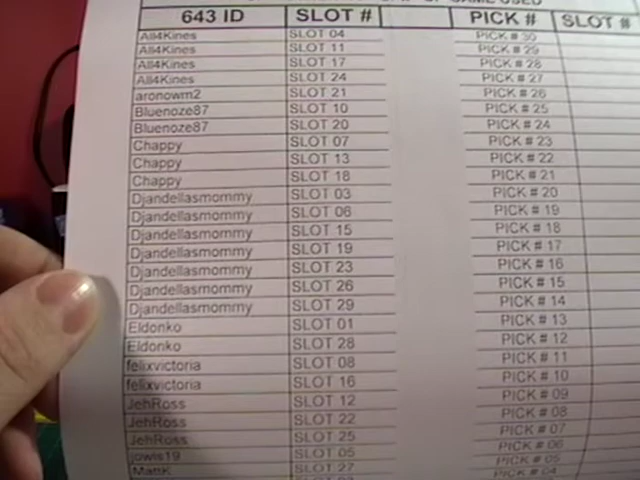 643 ID SLOT # PICK # SLOT #
All4Kines SLOT 04 PICK # 30
All4Kines SLOT 11 PICK # 29
All4Kines SLOT 17 PICK # 28
All4Kines SLOT 24 PICK # 27
aronowm2 SLOT 21 PICK # 26
Bluenoze87 SLOT 10 PICK # 25
Bluenoze87 SLOT 20 PICK # 24
Chappy SLOT 07 PICK # 23
Chappy SLOT 13 PICK # 22
Chappy SLOT 18 PICK # 21
Djandellasmommy SLOT 03 PICK # 20
Djandellasmommy SLOT 06 PICK # 19
Djandellasmommy SLOT 15 PICK # 18
Djandellasmommy SLOT 19 PICK # 17
Djandellasmommy SLOT 23 PICK # 16
Djandellasmommy SLOT 26 PICK # 15
Djandellasmommy SLOT 29 PICK # 14
Eldonko SLOT 01 PICK # 13
Eldonko SLOT 28 PICK # 12
felixvictoria SLOT 08 PICK # 11
felixvictoria SLOT 16 PICK # 10
JehRoss SLOT 12 PICK # 09
JehRoss SLOT 22 PICK # 08
JehRoss SLOT 25 PICK # 07
jowis19 SLOT 05 PICK # 06
MattK SLOT 27 PICK # 05
PICK # 04